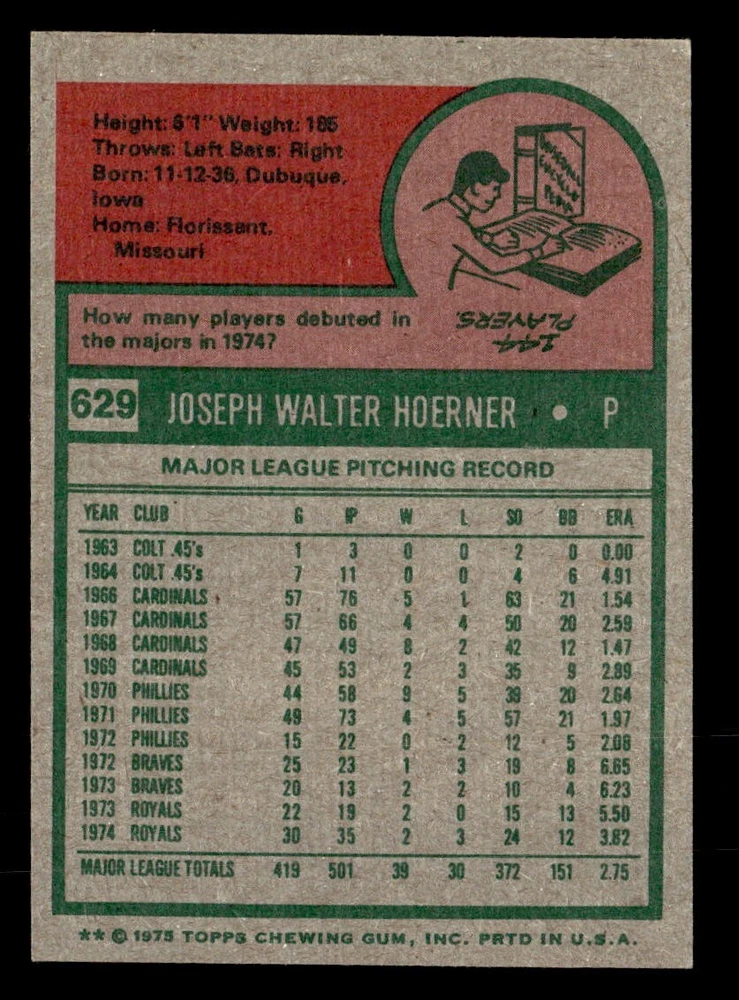 Height: 6'1" Weight: 185
Throws: Left Bats: Right
Born: 11-12-36, Dubuque,
Iowa
Home: Florissant,
Missouri
How many players debuted in
the majors in 1974?
144
PLAYERS.
629 JOSEPH WALTER HOERNER • P
MAJOR LEAGUE PITCHING RECORD
YEAR CLUB G IP W L SO BB ERA
1963 COLT .45's 1 3 0 0 2 0 0.00
1964 COLT .45's 7 11 0 0 4 6 4.91
1966 CARDINALS 57 76 5 1 63 21 1.54
1967 CARDINALS 57 66 4 4 50 20 2.59
1968 CARDINALS 47 49 8 2 42 12 1.47
1969 CARDINALS 45 53 2 3 35 9 2.89
1970 PHILLIES 44 58 9 5 39 20 2.64
1971 PHILLIES 49 73 4 5 57 21 1.97
1972 PHILLIES 15 22 0 2 12 5 2.08
1972 BRAVES 25 23 1 3 19 8 6.65
1973 BRAVES 20 13 2 2 10 4 6.23
1973 ROYALS 22 19 2 0 15 13 5.50
1974 ROYALS 30 35 2 3 24 12 3.82
MAJOR LEAGUE TOTALS 419 501 39 30 372 151 2.75
** © 1975 TOPPS CHEWING GUM, INC. PRTD IN U.S.A.